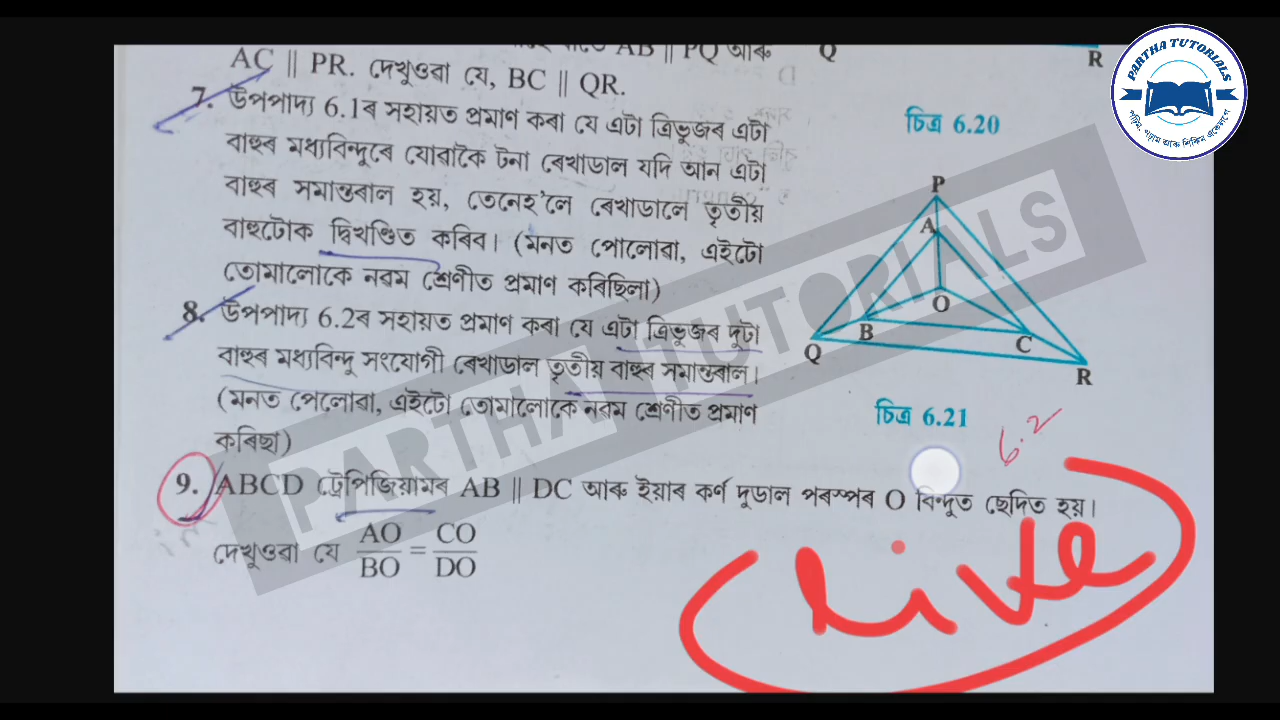 AB || PQ আৰু
AC || PR. দেখুওৱা যে, BC || QR.
7. উপপাদ্য 6.1ৰ সহায়ত প্ৰমাণ কৰা যে এটা ত্ৰিভুজৰ এটা
বাহুৰ মধ্যবিন্দুৰে যোৱাকৈ টনা ৰেখাডাল যদি আন এটা
বাহুৰ সমান্তৰাল হয়, তেনেহ'লে ৰেখাডালে তৃতীয়
বাহুটোক দ্বিখণ্ডিত কৰিব। (মনত পোলোৱা, এইটো
তোমালোকে নৱম শ্ৰেণীত প্ৰমাণ কৰিছিলা)
8. উপপাদ্য 6.2ৰ সহায়ত প্ৰমাণ কৰা যে এটা ত্ৰিভুজৰ দুটা
বাহুৰ মধ্যবিন্দু সংযোগী ৰেখাডাল তৃতীয় বাহুৰ সমান্তৰাল।
(মনত পেলোৱা, এইটো তোমালোকে নৱম শ্ৰেণীত প্ৰমাণ
কৰিছা)
9. ABCD ট্ৰেপিজিয়ামৰ AB || DC আৰু ইয়াৰ কৰ্ণ দুডাল পৰস্পৰ O বিন্দুত ছেদিত হয়।
দেখুওৱা যে AO/BO = CO/DO
Q
R
চিত্ৰ 6.20
P
A
O
B
C
Q
R
চিত্ৰ 6.21
6.2
PARTHA TUTORIALS
PARTHA TUTORIALS